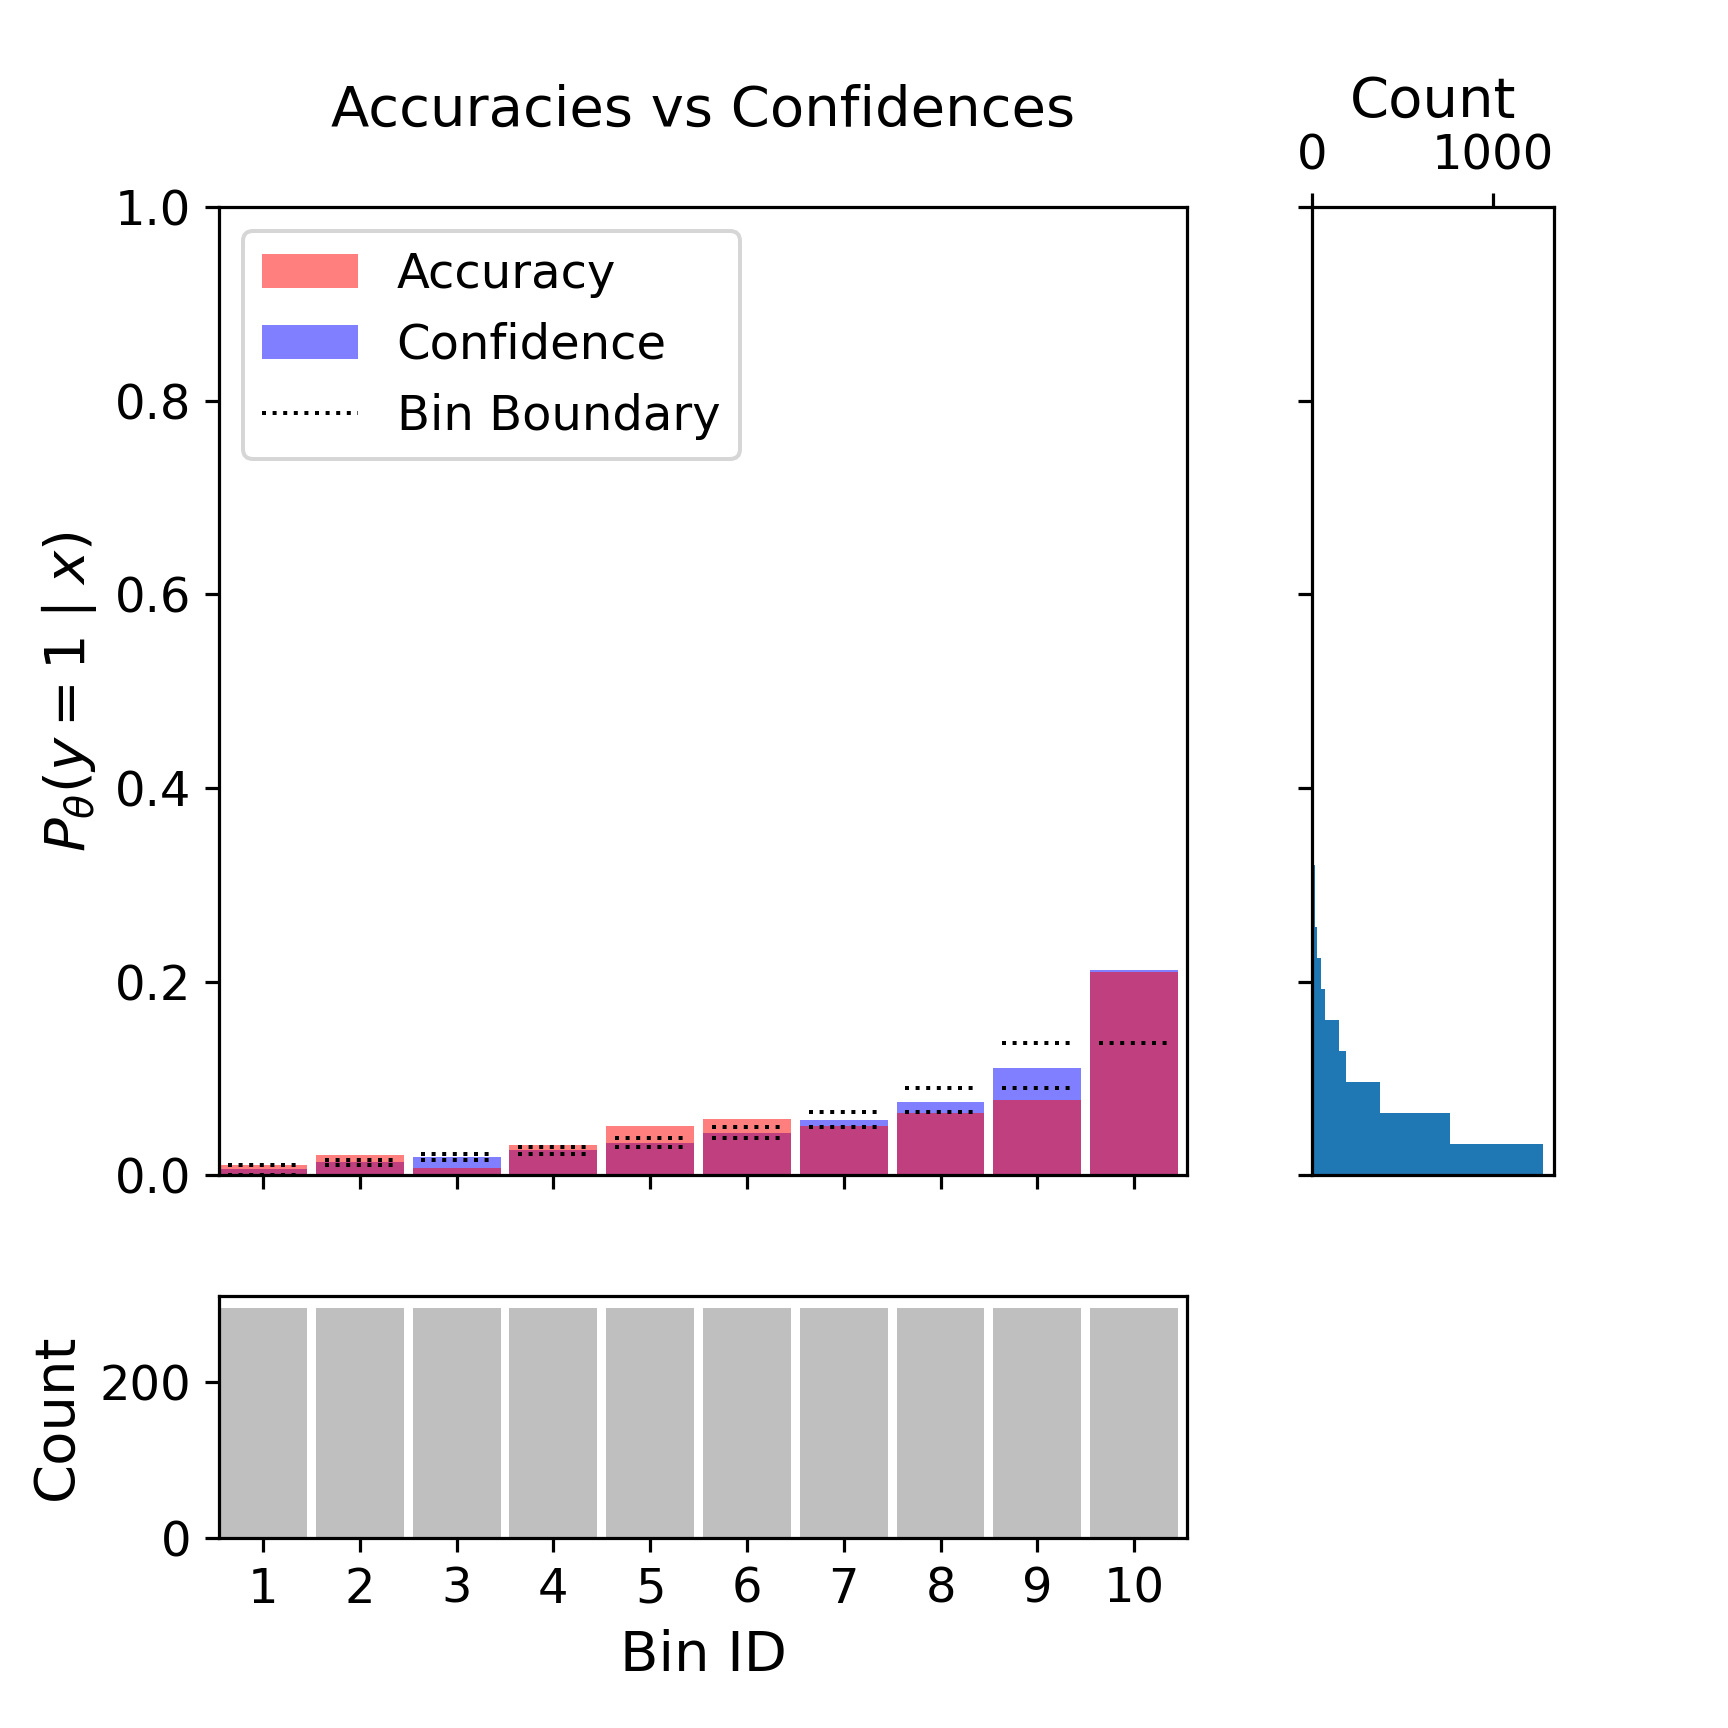 Accuracies vs Confidences
Count
0 1000
1.0
0.8
0.6
0.4
0.2
0.0
Accuracy
Confidence
Bin Boundary
Pθ(y = 1 | x)
Count
200
0
1 2 3 4 5 6 7 8 9 10
Bin ID